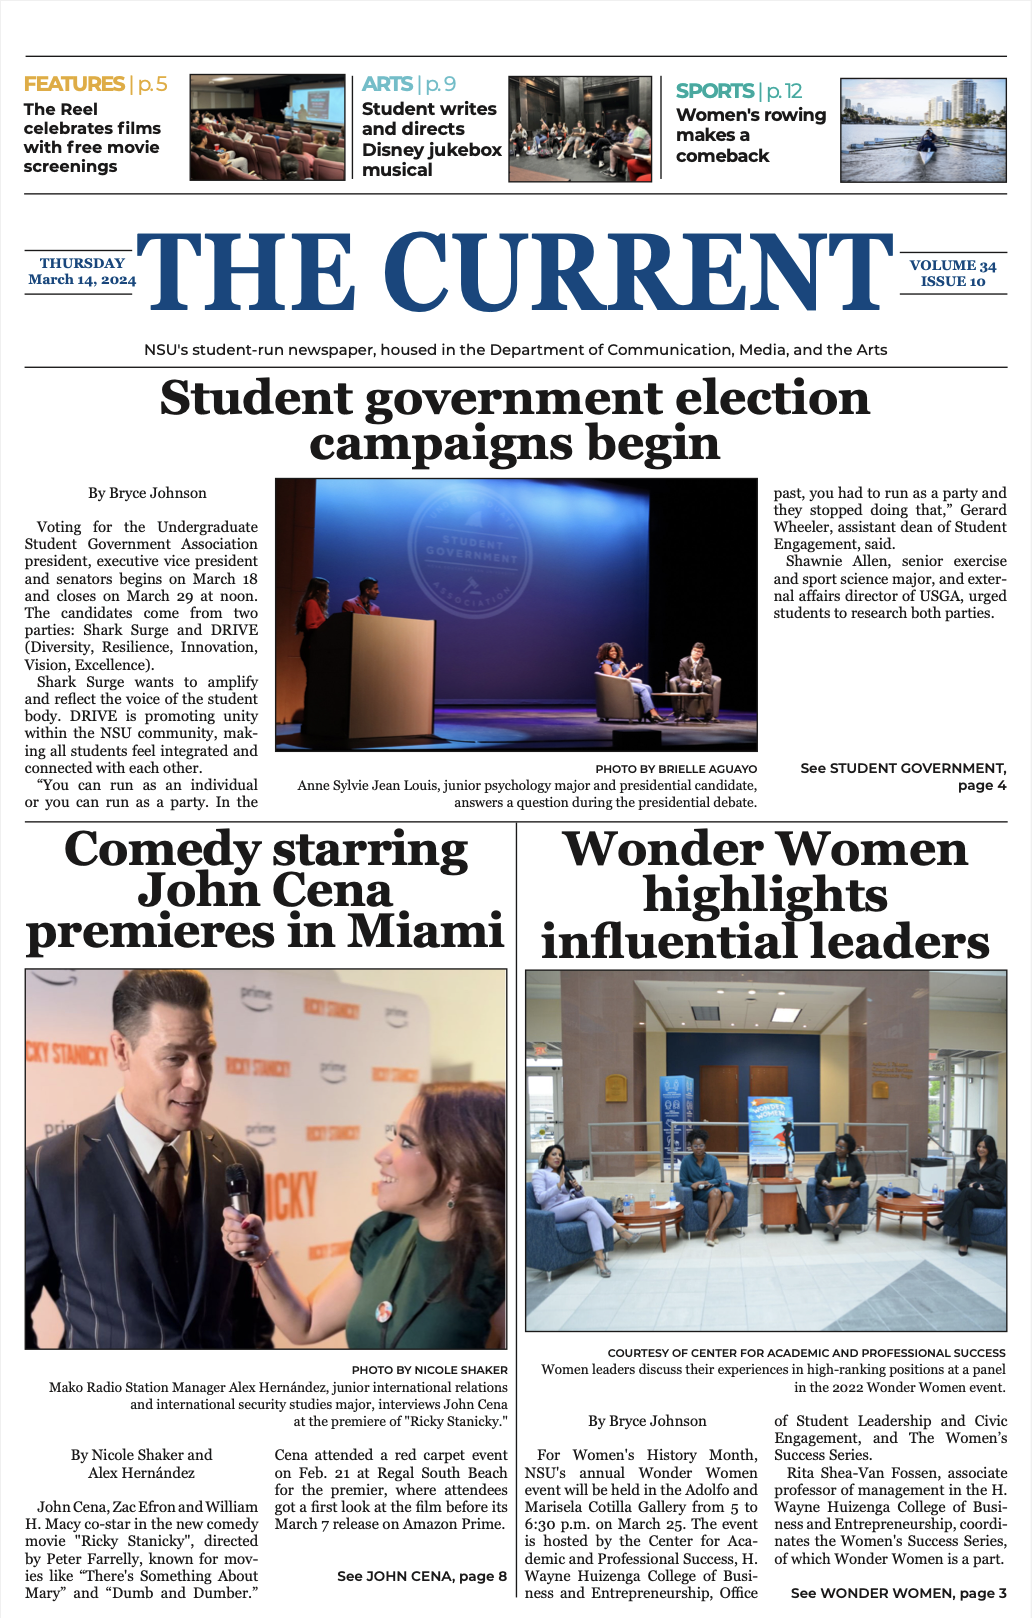 FEATURES | p. 5
The Reel
celebrates films
with free movie
screenings
ARTS | p. 9
Student writes
and directs
Disney jukebox
musical
SPORTS | p. 12
Women's rowing
makes a
comeback
THURSDAY
March 14, 2024
THE CURRENT
VOLUME 34
ISSUE 10
NSU's student-run newspaper, housed in the Department of Communication, Media, and the Arts
Student government election
campaigns begin
By Bryce Johnson
Voting for the Undergraduate
Student Government Association
president, executive vice president
and senators begins on March 18
and closes on March 29 at noon.
The candidates come from two
parties: Shark Surge and DRIVE
(Diversity, Resilience, Innovation,
Vision, Excellence).
Shark Surge wants to amplify
and reflect the voice of the student
body. DRIVE is promoting unity
within the NSU community, mak-
ing all students feel integrated and
connected with each other.
“You can run as an individual
or you can run as a party. In the
STUDENT
GOVERNMENT
ASSOCIATION
PHOTO BY BRIELLE AGUAYO
Anne Sylvie Jean Louis, junior psychology major and presidential candidate,
answers a question during the presidential debate.
past, you had to run as a party and
they stopped doing that,” Gerard
Wheeler, assistant dean of Student
Engagement, said.
Shawnie Allen, senior exercise
and sport science major, and exter-
nal affairs director of USGA, urged
students to research both parties.
See STUDENT GOVERNMENT,
page 4
Comedy starring
John Cena
premieres in Miami
prime
RICKY STANICKY
prime
CKY STANICKY
RICKY STANICKY
prime
RICKY STANICKY
prim
prime
RICKY STANICKY
prime
RICKY
RICKY STANICKY
PHOTO BY NICOLE SHAKER
Mako Radio Station Manager Alex Hernández, junior international relations
and international security studies major, interviews John Cena
at the premiere of "Ricky Stanicky."
By Nicole Shaker and
Alex Hernández
John Cena, Zac Efron and William
H. Macy co-star in the new comedy
movie "Ricky Stanicky", directed
by Peter Farrelly, known for mov-
ies like “There's Something About
Mary” and “Dumb and Dumber.”
Cena attended a red carpet event
on Feb. 21 at Regal South Beach
for the premier, where attendees
got a first look at the film before its
March 7 release on Amazon Prime.
See JOHN CENA, page 8
Wonder Women
highlights
influential leaders
WONDER
WOMEN
COURTESY OF CENTER FOR ACADEMIC AND PROFESSIONAL SUCCESS
Women leaders discuss their experiences in high-ranking positions at a panel
in the 2022 Wonder Women event.
By Bryce Johnson
For Women's History Month,
NSU's annual Wonder Women
event will be held in the Adolfo and
Marisela Cotilla Gallery from 5 to
6:30 p.m. on March 25. The event
is hosted by the Center for Aca-
demic and Professional Success, H.
Wayne Huizenga College of Busi-
ness and Entrepreneurship, Office
of Student Leadership and Civic
Engagement, and The Women’s
Success Series.
Rita Shea-Van Fossen, associate
professor of management in the H.
Wayne Huizenga College of Busi-
ness and Entrepreneurship, coordi-
nates the Women's Success Series,
of which Wonder Women is a part.
See WONDER WOMEN, page 3